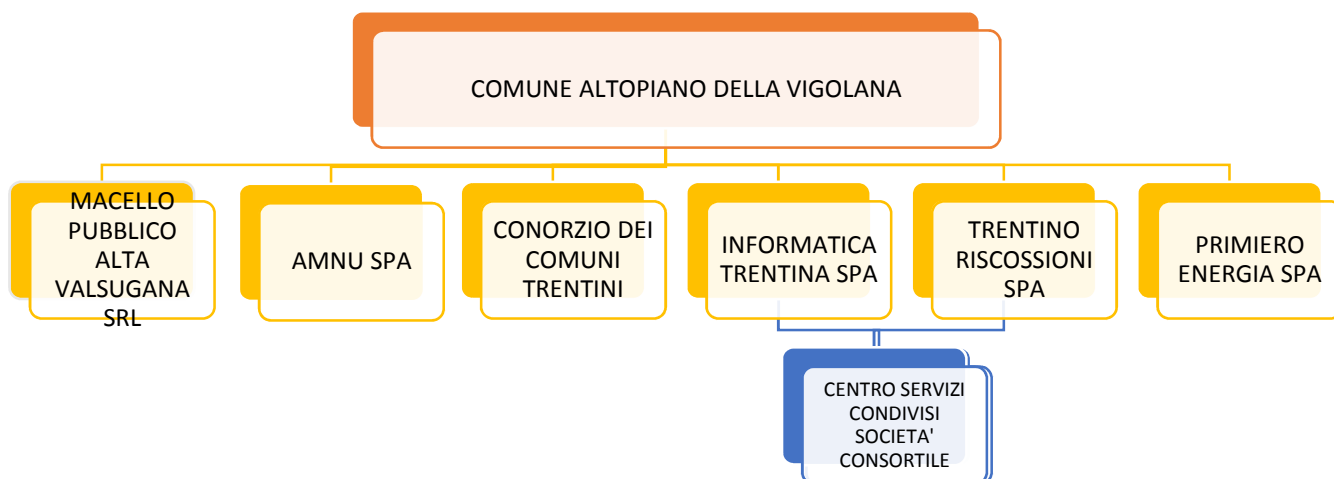 COMUNE ALTOPIANO DELLA VIGOLANA
MACELLO
PUBBLICO
ALTA
VALSUGANA
SRL
AMNU SPA
CONORZIO DEI
COMUNI
TRENTINI
INFORMATICA
TRENTINA SPA
TRENTINO
RISCOSSIONI
SPA
PRIMIERO
ENERGIA SPA
CENTRO SERVIZI
CONDIVISI
SOCIETA'
CONSORTILE